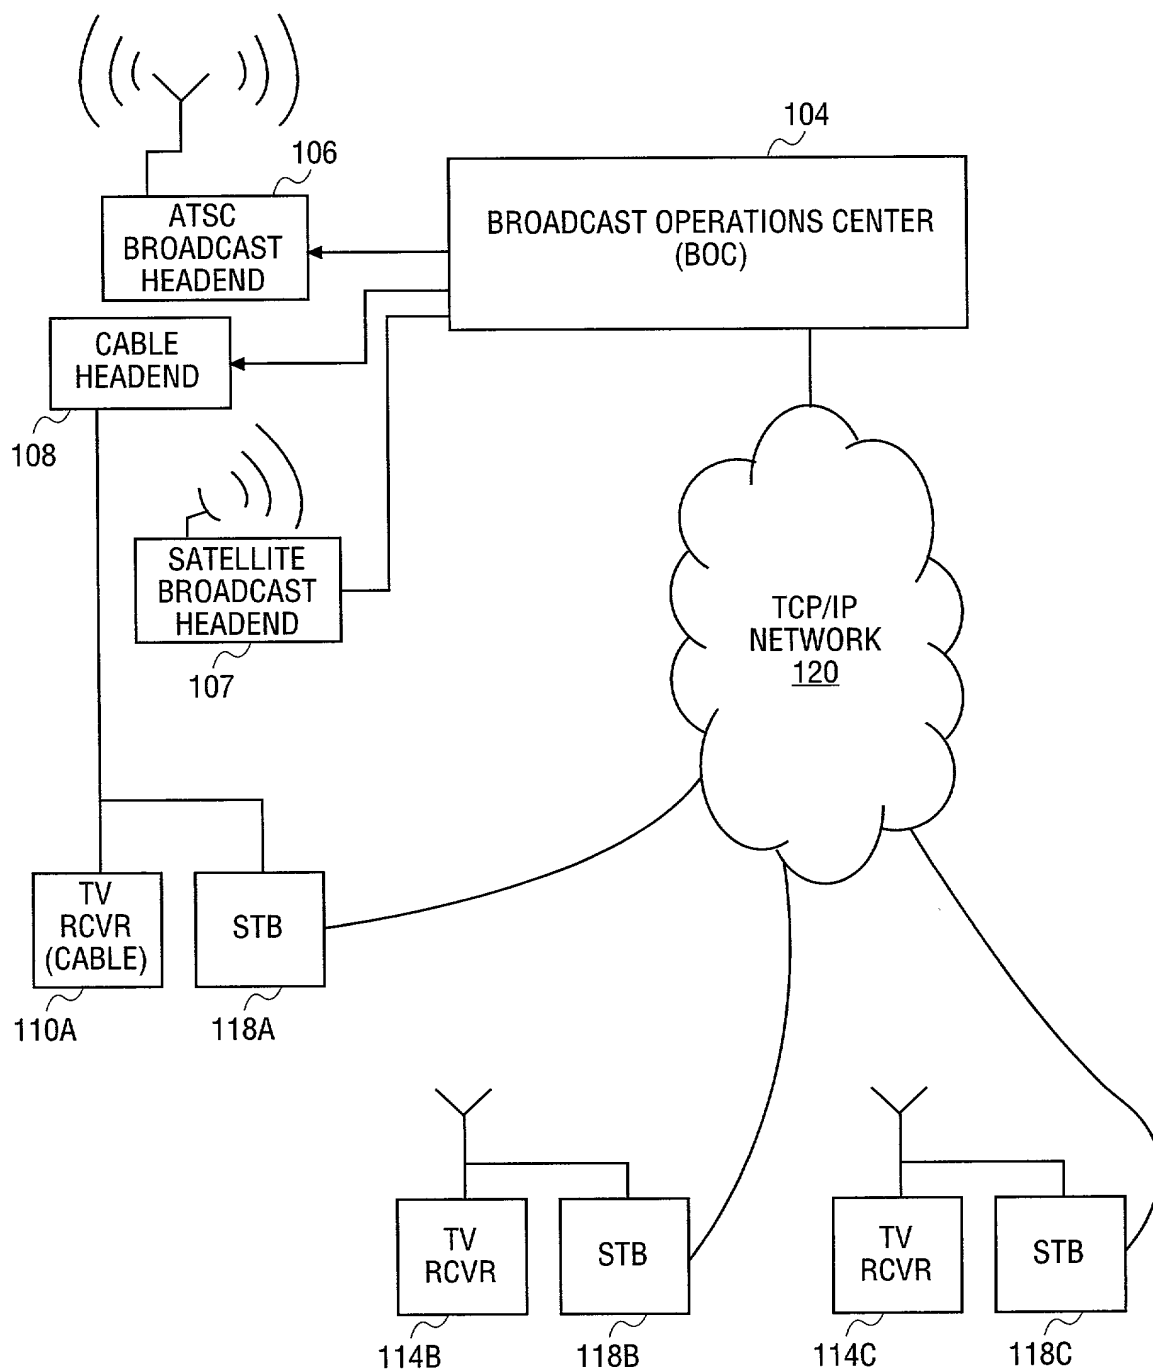 104
106
ATSC
BROADCAST
HEADEND
BROADCAST OPERATIONS CENTER
(BOC)
CABLE
HEADEND
108
SATELLITE
BROADCAST
HEADEND
107
TCP/IP
NETWORK
120
TV
RCVR
(CABLE)
STB
110A
118A
TV
RCVR
STB
TV
RCVR
STB
114B
118B
114C
118C